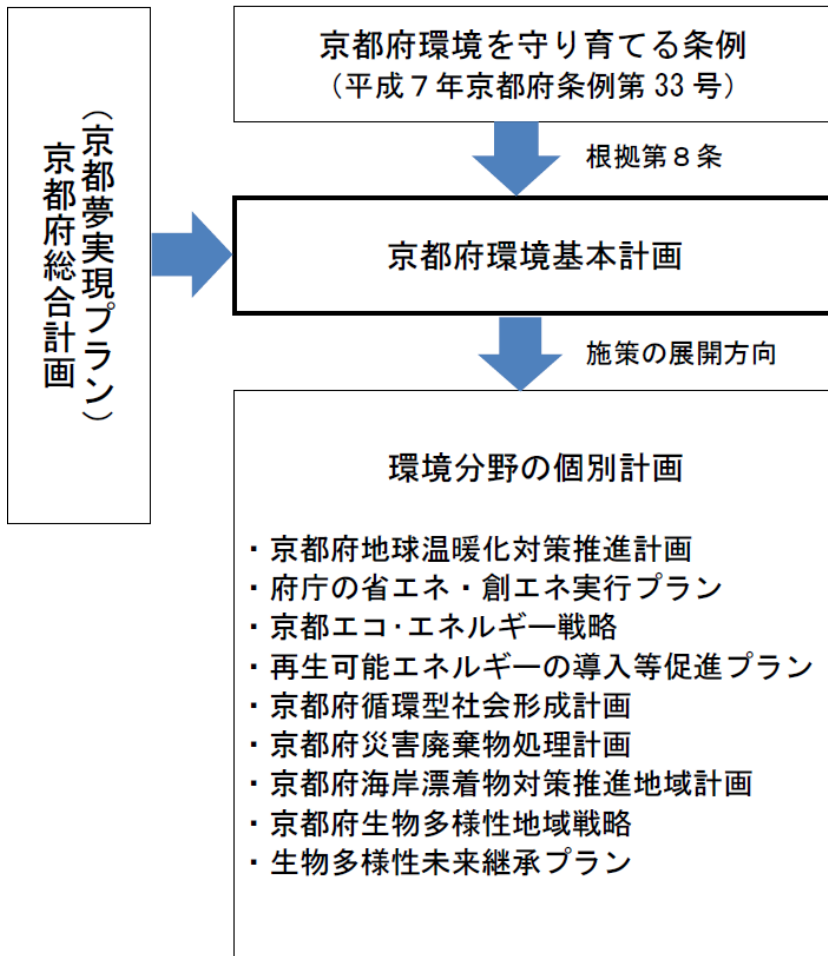 京都府環境を守り育てる条例
（平成７年京都府条例第 33 号）
根拠第８条
京都府総合計画
（京都夢実現プラン）
京都府環境基本計画
施策の展開方向
環境分野の個別計画
・京都府地球温暖化対策推進計画
・府庁の省エネ・創エネ実行プラン
・京都エコ･エネルギー戦略
・再生可能エネルギーの導入等促進プラン
・京都府循環型社会形成計画
・京都府災害廃棄物処理計画
・京都府海岸漂着物対策推進地域計画
・京都府生物多様性地域戦略
・生物多様性未来継承プラン